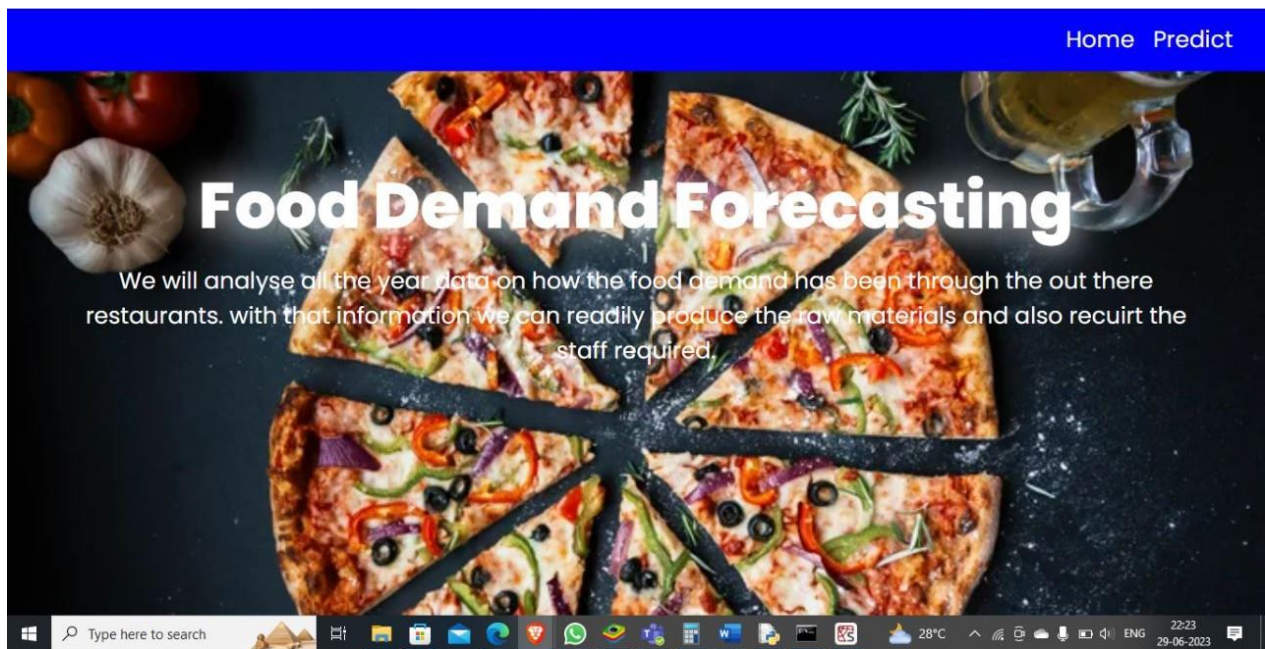 Home Predict
Food Demand Forecasting
We will analyse all the year data on how the food demand has been through the out there
restaurants. with that information we can readily produce the raw materials and also recuirt the
staff required.
Type here to search
28°C
ENG
22:23
29-06-2023